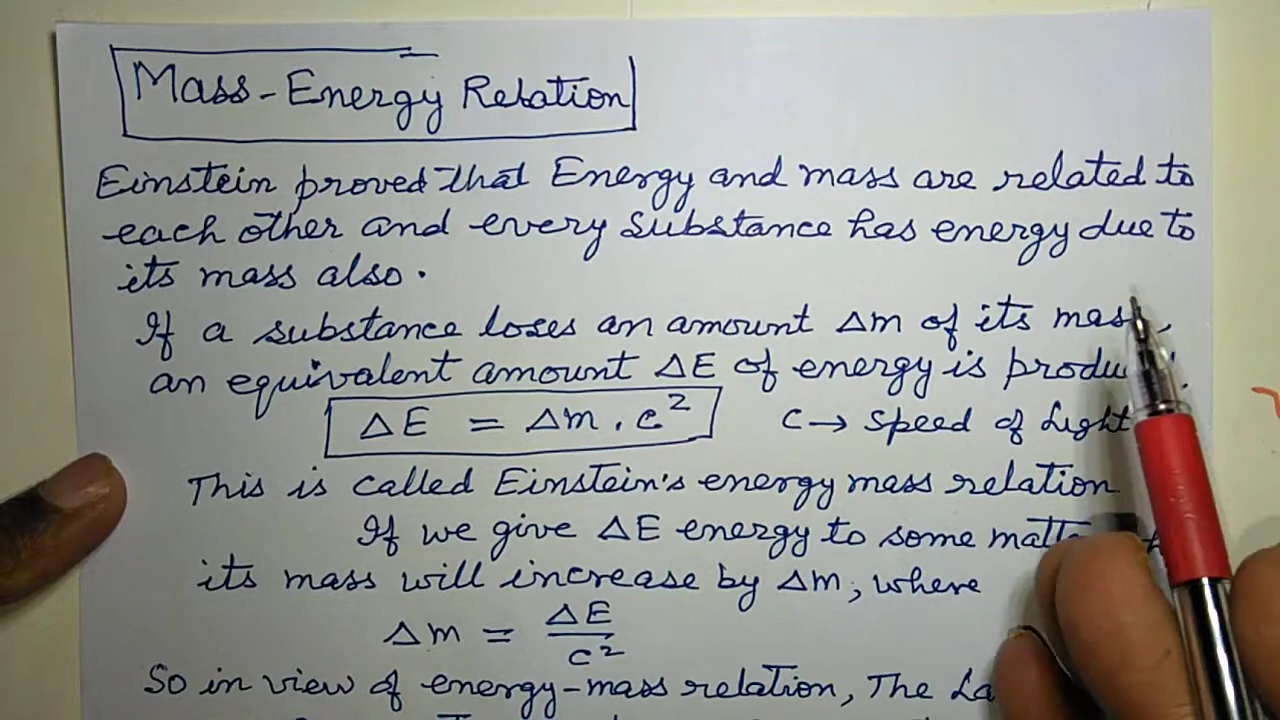 Mass-Energy Relation
Einstein proved that Energy and mass are related to
each other and every substance has energy due to
its mass also.
If a substance loses an amount Δm of its mass,
an equivalent amount ΔE of energy is
ΔE = Δm . c²    C → Speed of Light
This is called Einstein's energy mass relation
If we give ΔE energy to some
its mass will increase by Δm, where
Δm = ΔE / c²
So in view of energy-mass relation, The